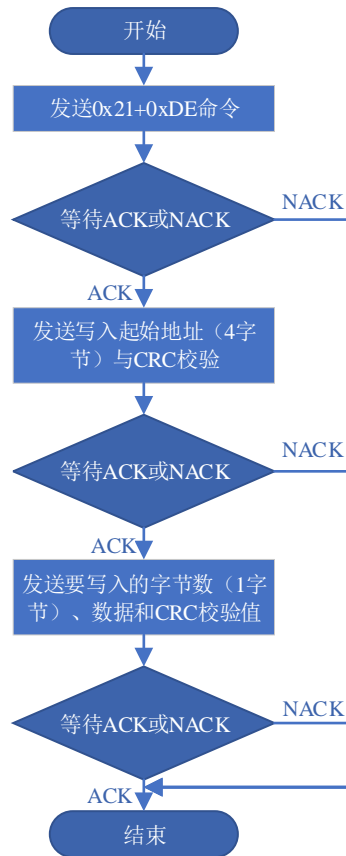 开始
发送0x21+0xDE命令
等待ACK或NACK
NACK
ACK
发送写入起始地址（4字
节）与CRC校验
等待ACK或NACK
NACK
ACK
发送要写入的字节数（1字
节）、数据和CRC校验值
等待ACK或NACK
NACK
ACK
结束